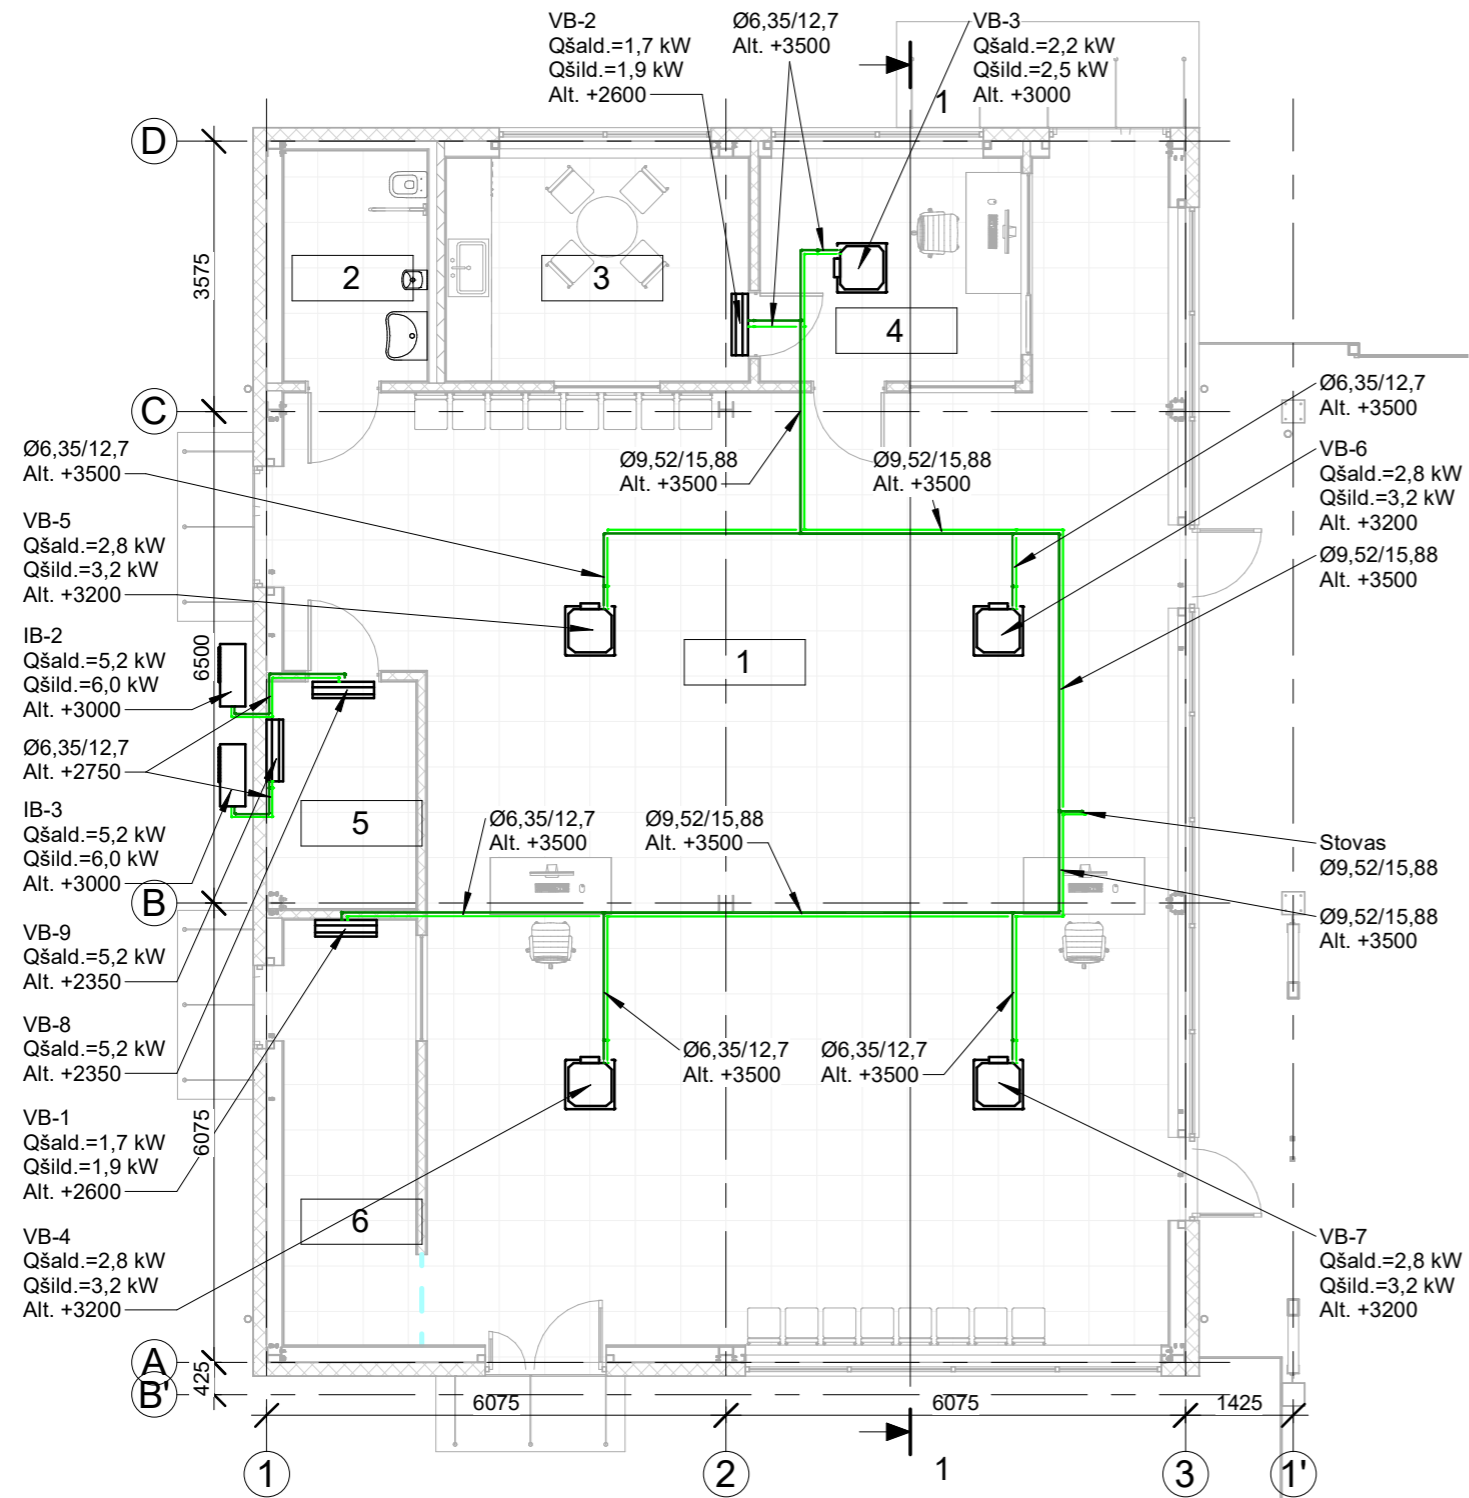 VB-2
Qšald.=1,7 kW
Qšild.=1,9 kW
Alt. +2600
Ø6,35/12,7
Alt. +3500
VB-3
Qšald.=2,2 kW
Qšild.=2,5 kW
Alt. +3000
1
D
3575
2
3
4
C
Ø6,35/12,7
Alt. +3500
Ø6,35/12,7
Alt. +3500
Ø9,52/15,88
Alt. +3500
Ø9,52/15,88
Alt. +3500
VB-6
Qšald.=2,8 kW
Qšild.=3,2 kW
Alt. +3200
VB-5
Qšald.=2,8 kW
Qšild.=3,2 kW
Alt. +3200
Ø9,52/15,88
Alt. +3500
IB-2
Qšald.=5,2 kW
Qšild.=6,0 kW
Alt. +3000
6500
1
Ø6,35/12,7
Alt. +2750
IB-3
Qšald.=5,2 kW
Qšild.=6,0 kW
Alt. +3000
5
Ø6,35/12,7
Alt. +3500
Ø9,52/15,88
Alt. +3500
Stovas
Ø9,52/15,88
B
Ø9,52/15,88
Alt. +3500
VB-9
Qšald.=5,2 kW
Alt. +2350
VB-8
Qšald.=5,2 kW
Alt. +2350
Ø6,35/12,7
Alt. +3500
Ø6,35/12,7
Alt. +3500
VB-1
Qšald.=1,7 kW
Qšild.=1,9 kW
Alt. +2600
6075
6
VB-4
Qšald.=2,8 kW
Qšild.=3,2 kW
Alt. +3200
VB-7
Qšald.=2,8 kW
Qšild.=3,2 kW
Alt. +3200
A
425
B'
6075
6075
1425
1
2
1
3
1'